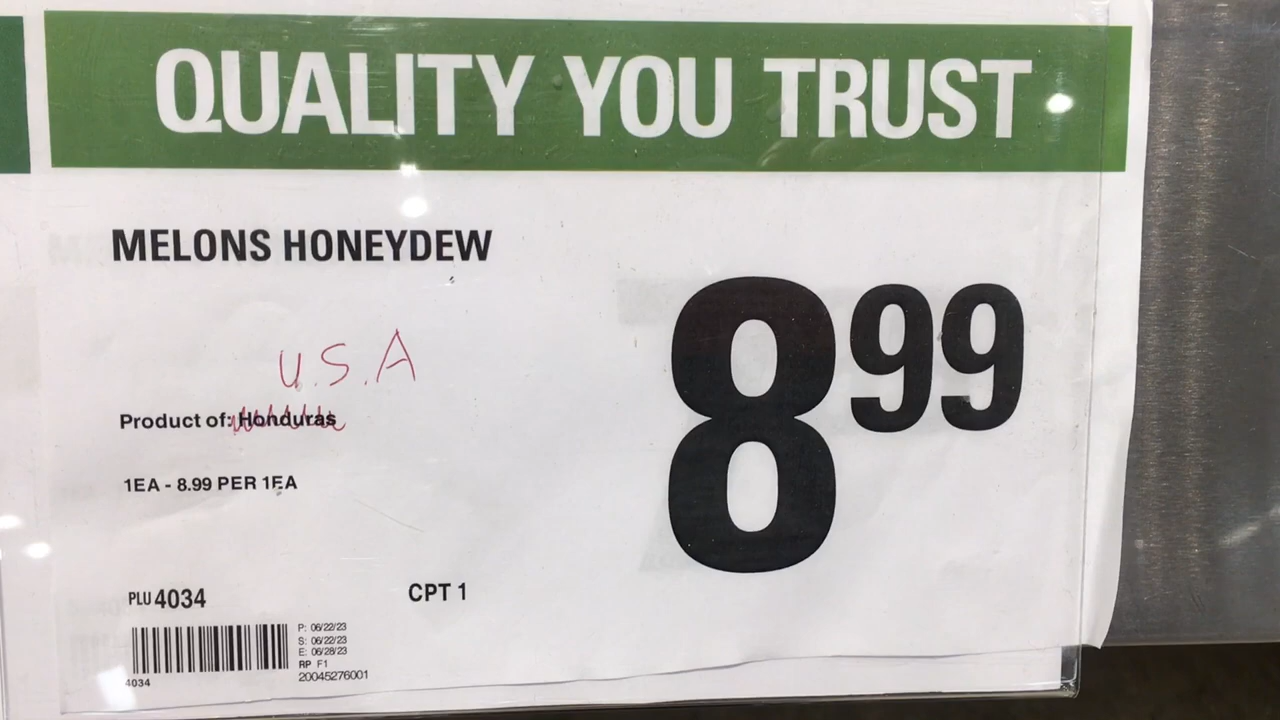 QUALITY YOU TRUST
MELONS HONEYDEW
U.S.A
Product of: Honduras
1EA - 8.99 PER 1EA
8 99
PLU 4034
CPT 1
P: 06/22/23
S: 06/22/23
E: 06/28/23
RP F1
20045276001
4034